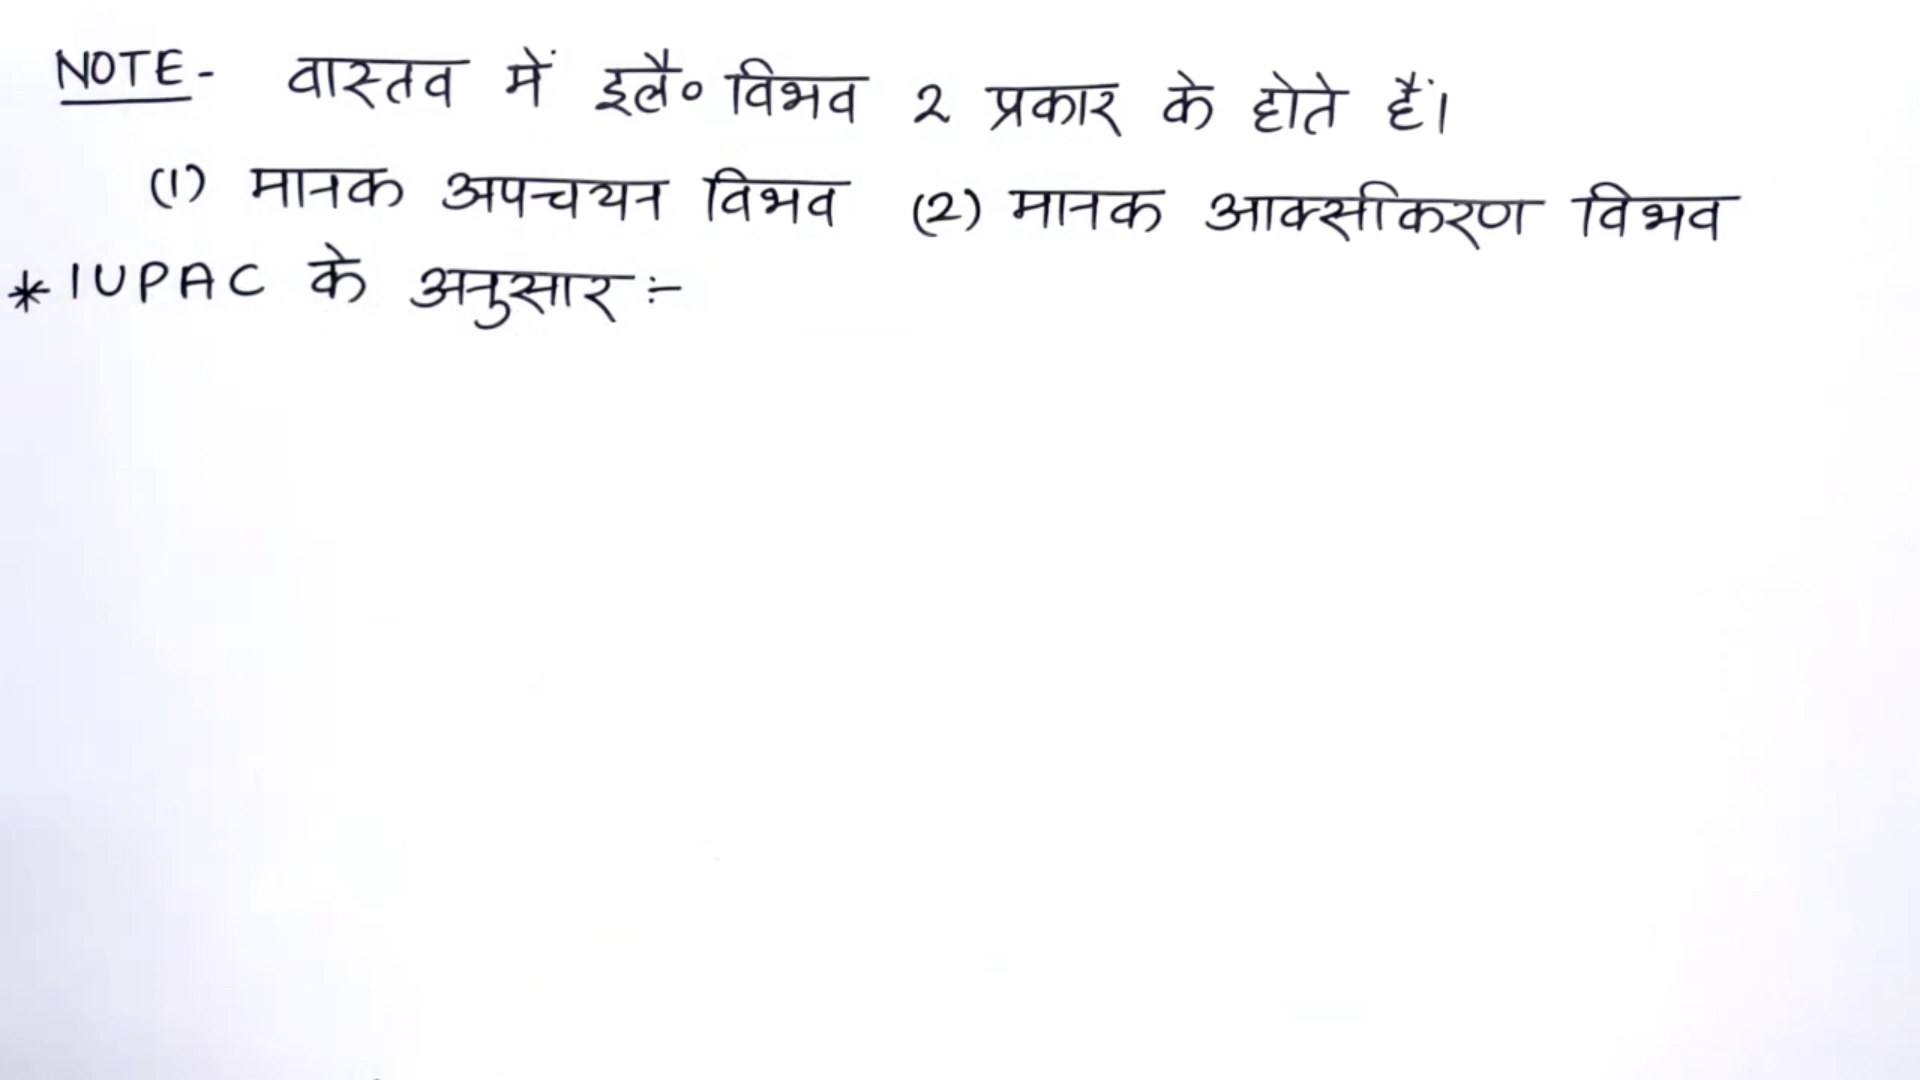 NOTE- वास्तव में इलै० विभव 2 प्रकार के होते हैं।
(1) मानक अपचयन विभव (2) मानक आक्सीकरण विभव
* IUPAC के अनुसार :-